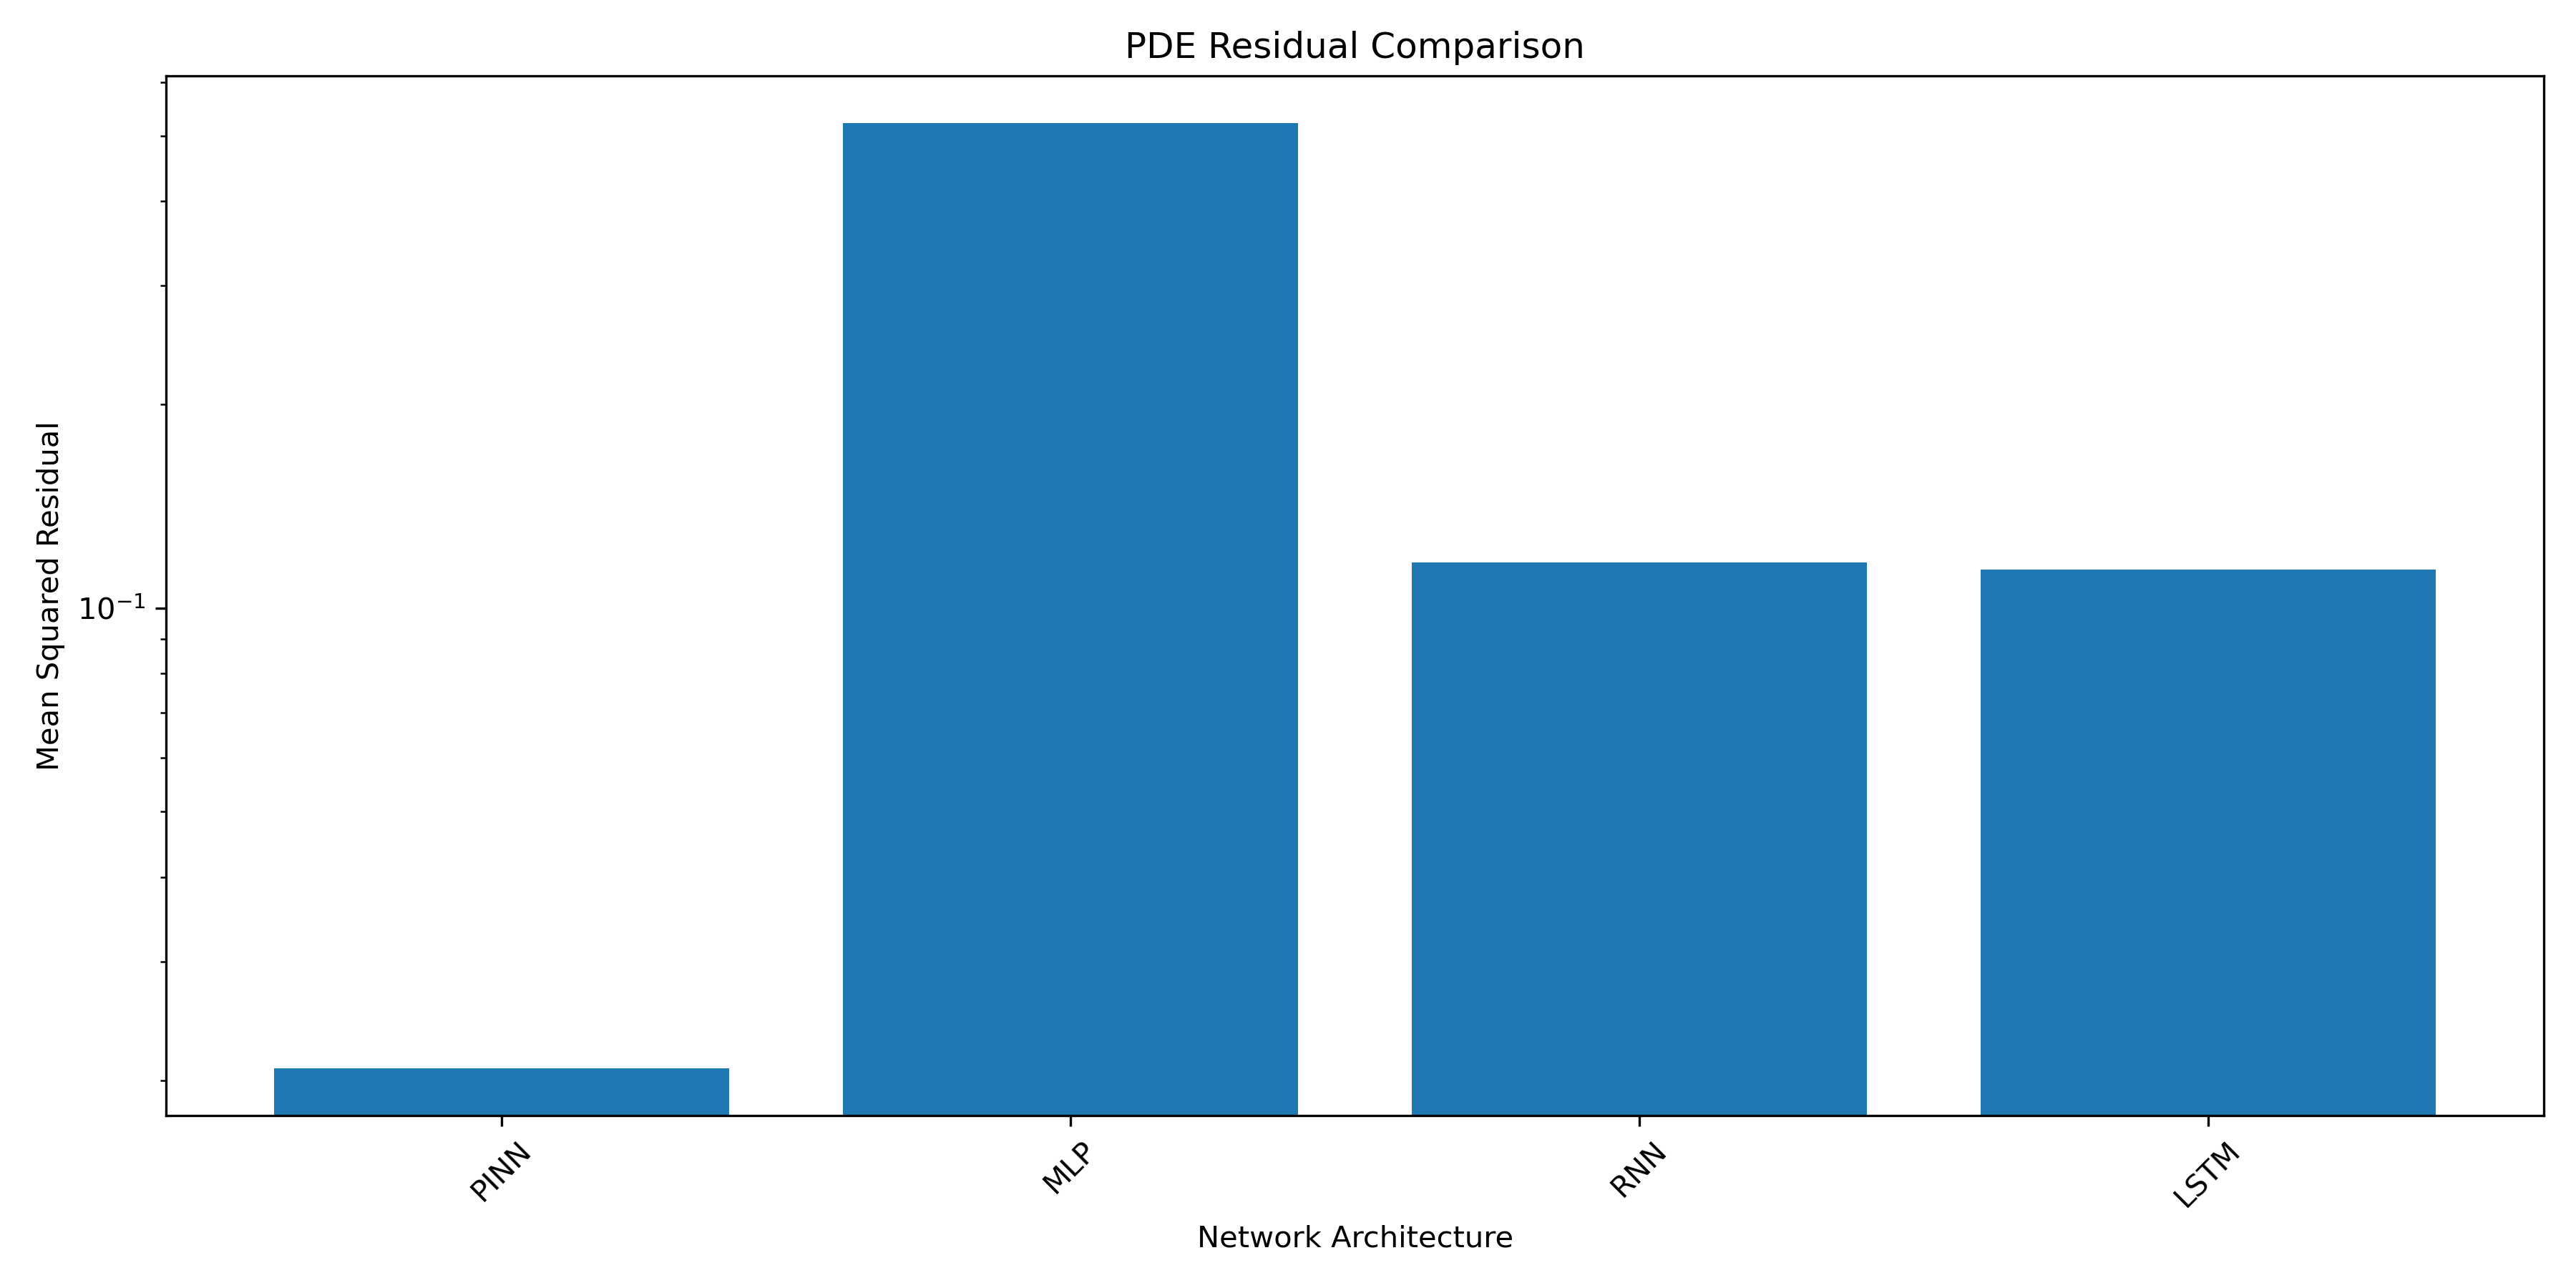 PDE Residual Comparison
Mean Squared Residual
10⁻¹
PINN
MLP
RNN
LSTM
Network Architecture